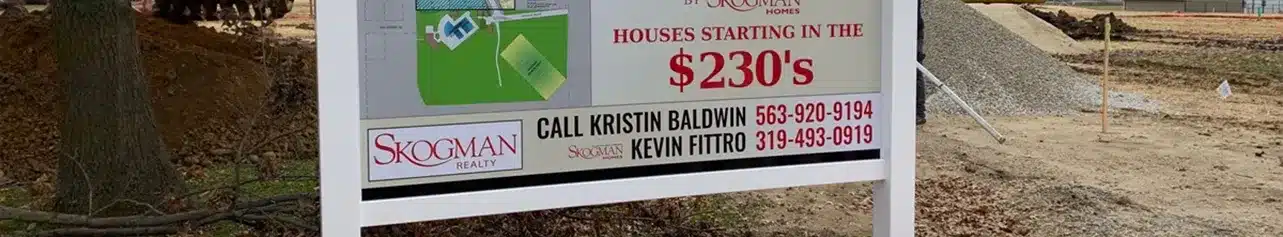 BY SKOGMAN
HOMES
HOUSES STARTING IN THE
$230's
CALL KRISTIN BALDWIN 563-920-9194
SKOGMAN
REALTY
SKOGMAN
HOMES
KEVIN FITTRO 319-493-0919